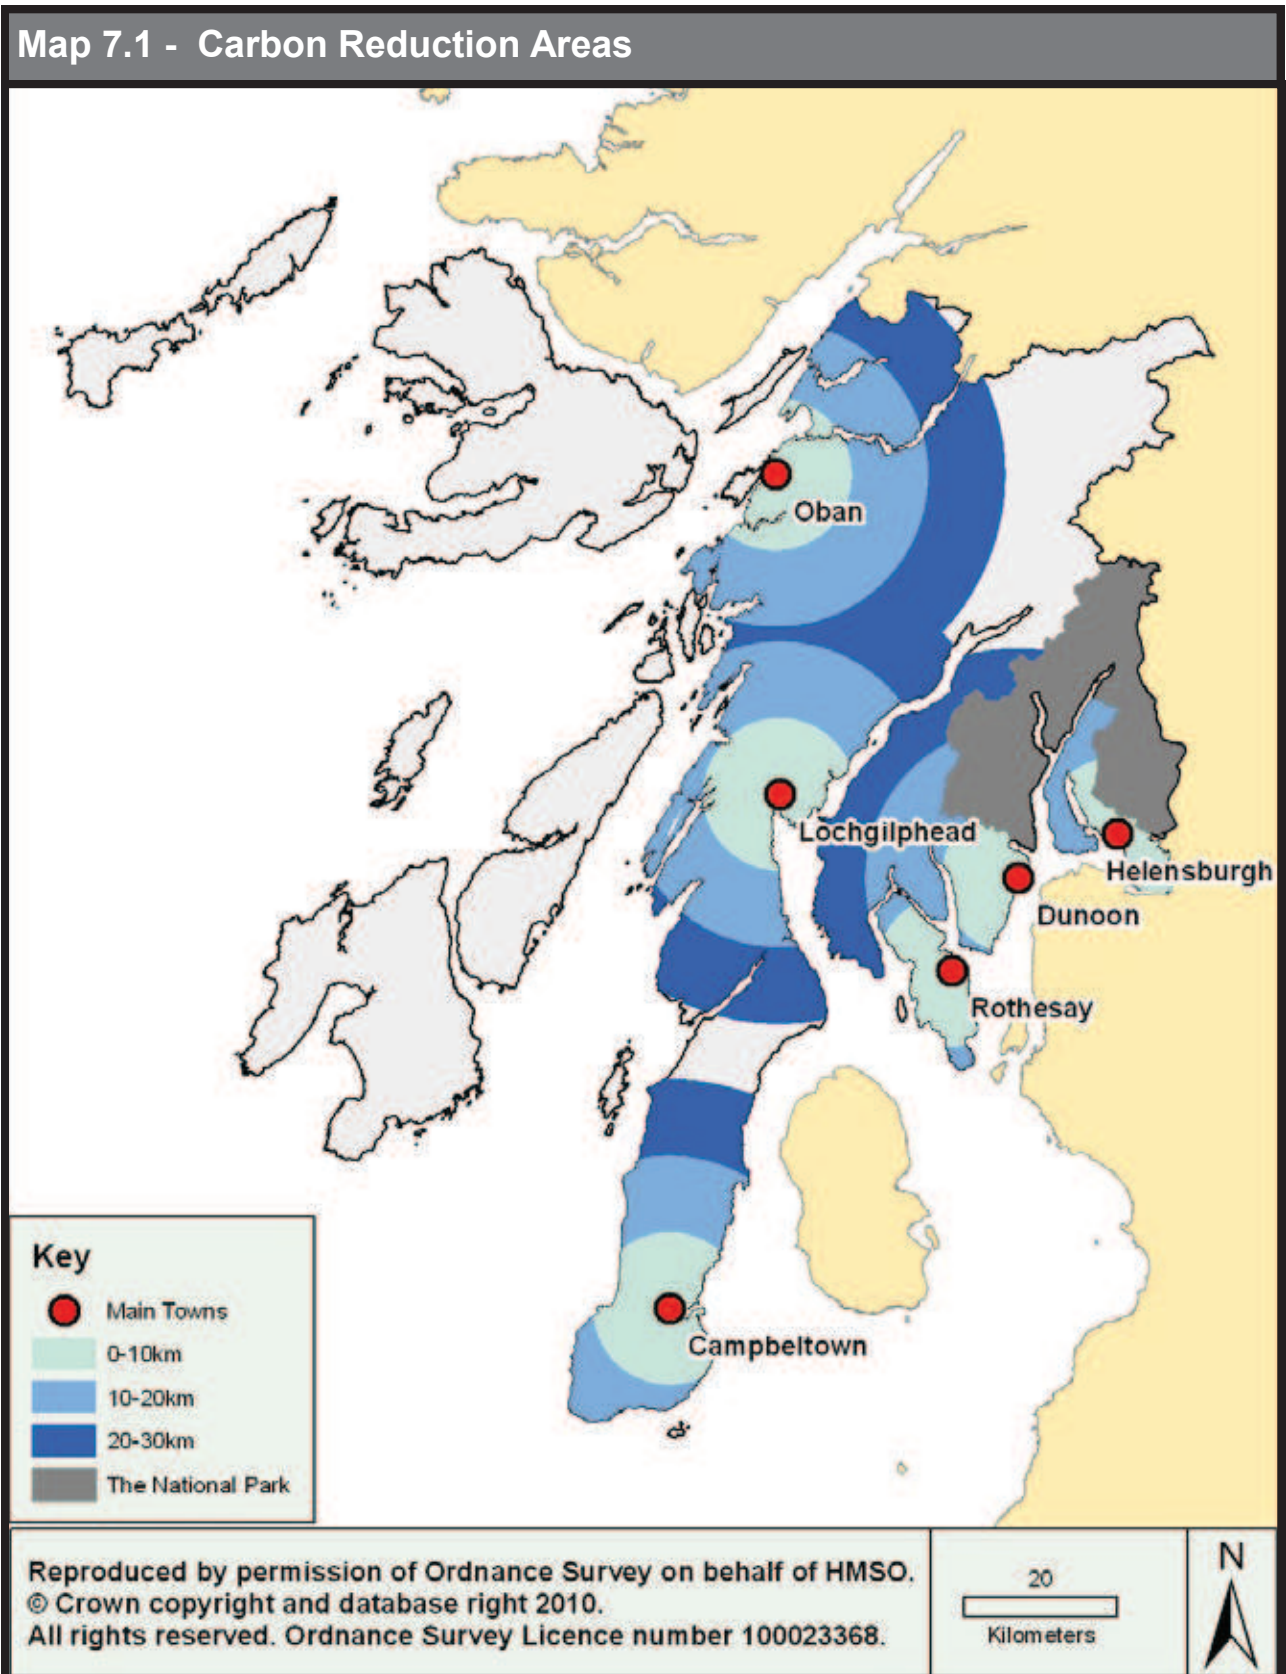 Map 7.1 - Carbon Reduction Areas
Oban
Lochgilphead
Helensburgh
Dunoon
Rothesay
Campbeltown
Key
Main Towns
0-10km
10-20km
20-30km
The National Park
Reproduced by permission of Ordnance Survey on behalf of HMSO.
© Crown copyright and database right 2010.
All rights reserved. Ordnance Survey Licence number 100023368.
20
Kilometers
N